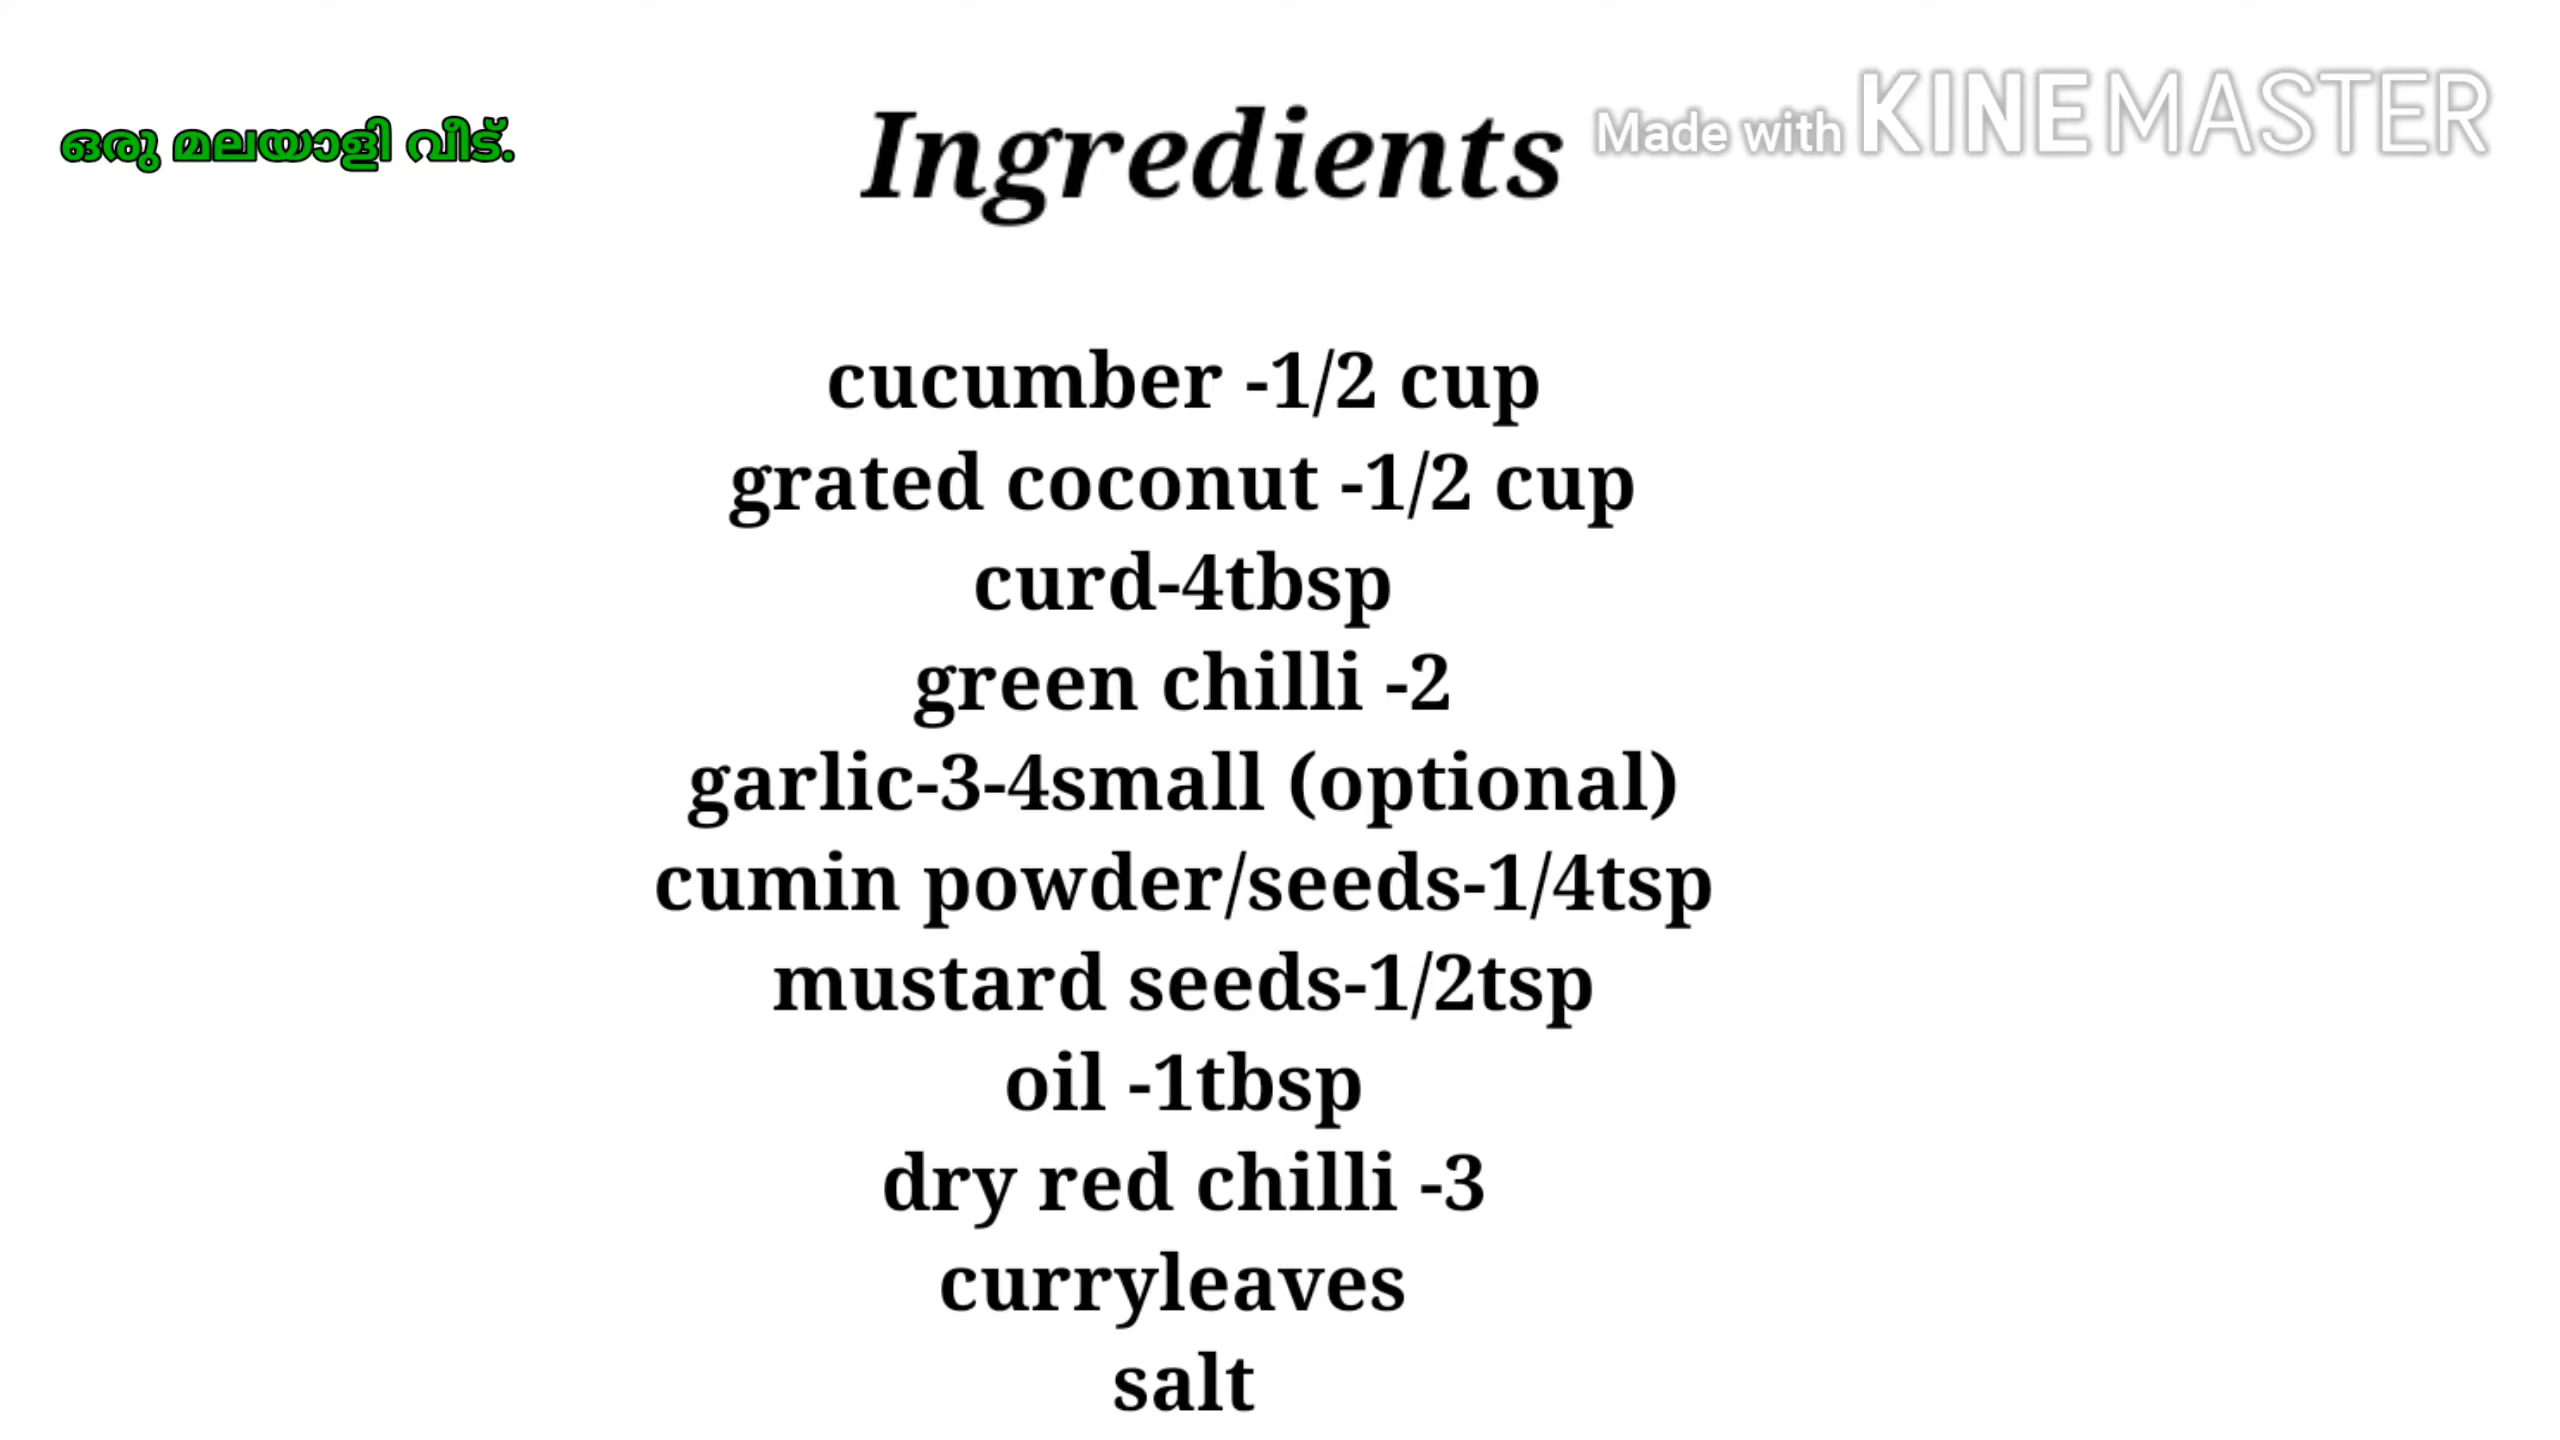 ഒരു മലയാളി വീട്.
Ingredients
Made with KINEMASTER
cucumber -1/2 cup
grated coconut -1/2 cup
curd-4tbsp
green chilli -2
garlic-3-4small (optional)
cumin powder/seeds-1/4tsp
mustard seeds-1/2tsp
oil -1tbsp
dry red chilli -3
curryleaves
salt